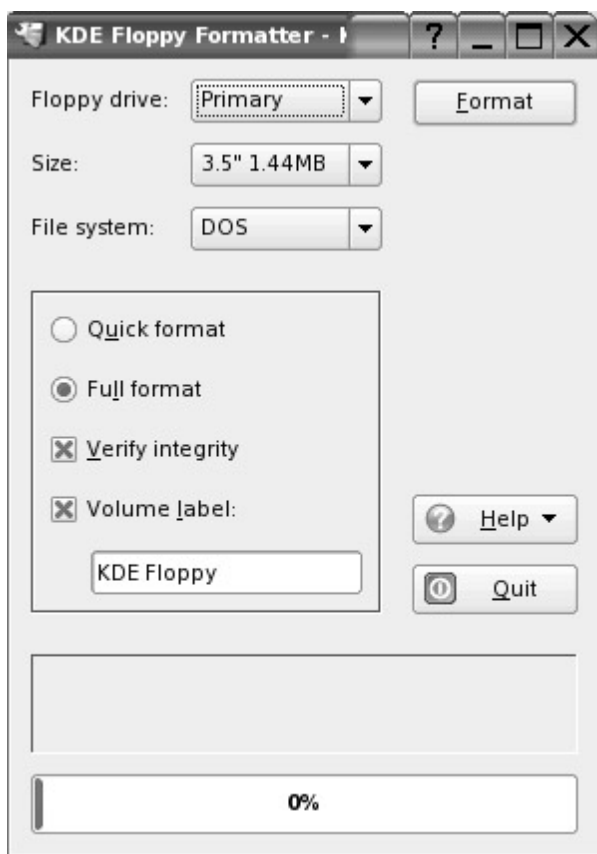 KDE Floppy Formatter -
Floppy drive: Primary Format
Size: 3.5" 1.44MB
File system: DOS
Quick format
Full format
Verify integrity
Volume label:
Help
KDE Floppy
Quit
0%